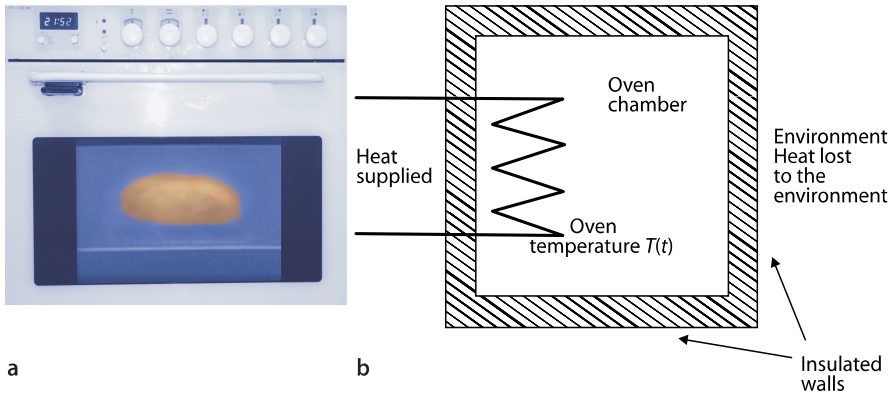 21:52
°C
Oven
chamber
Heat
supplied
Environment
Heat lost
to the
environment
Oven
temperature T(t)
Insulated
walls
a
b